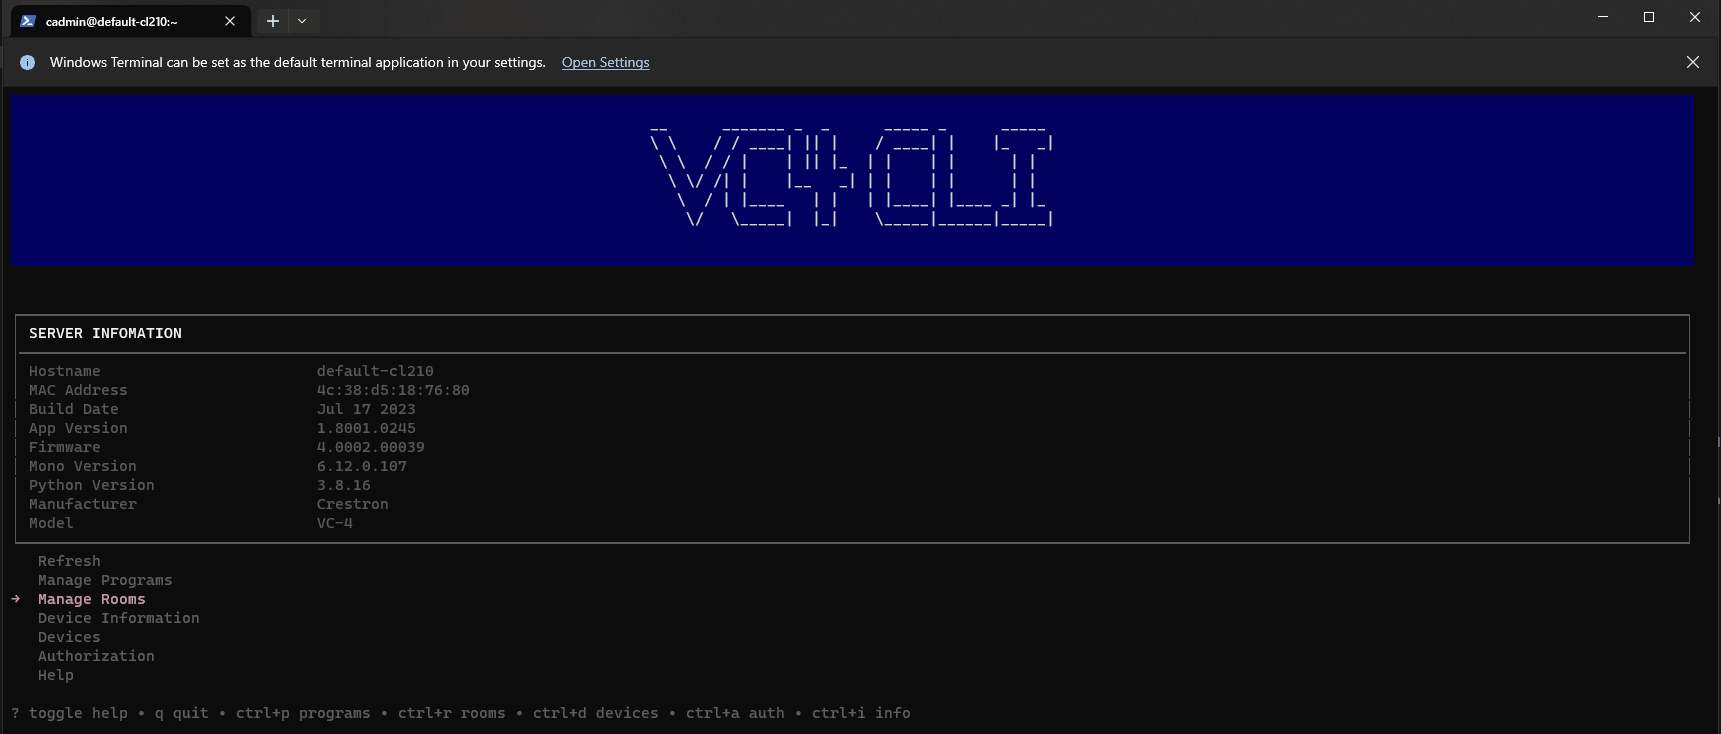 cadmin@default-cl210:~
Windows Terminal can be set as the default terminal application in your settings. Open Settings
VC4 CLI
SERVER INFOMATION
Hostname default-cl210
MAC Address 4c:38:d5:18:76:80
Build Date Jul 17 2023
App Version 1.8001.0245
Firmware 4.0002.00039
Mono Version 6.12.0.107
Python Version 3.8.16
Manufacturer Crestron
Model VC-4
Refresh
Manage Programs
→ Manage Rooms
Device Information
Devices
Authorization
Help
? toggle help • q quit • ctrl+p programs • ctrl+r rooms • ctrl+d devices • ctrl+a auth • ctrl+i info